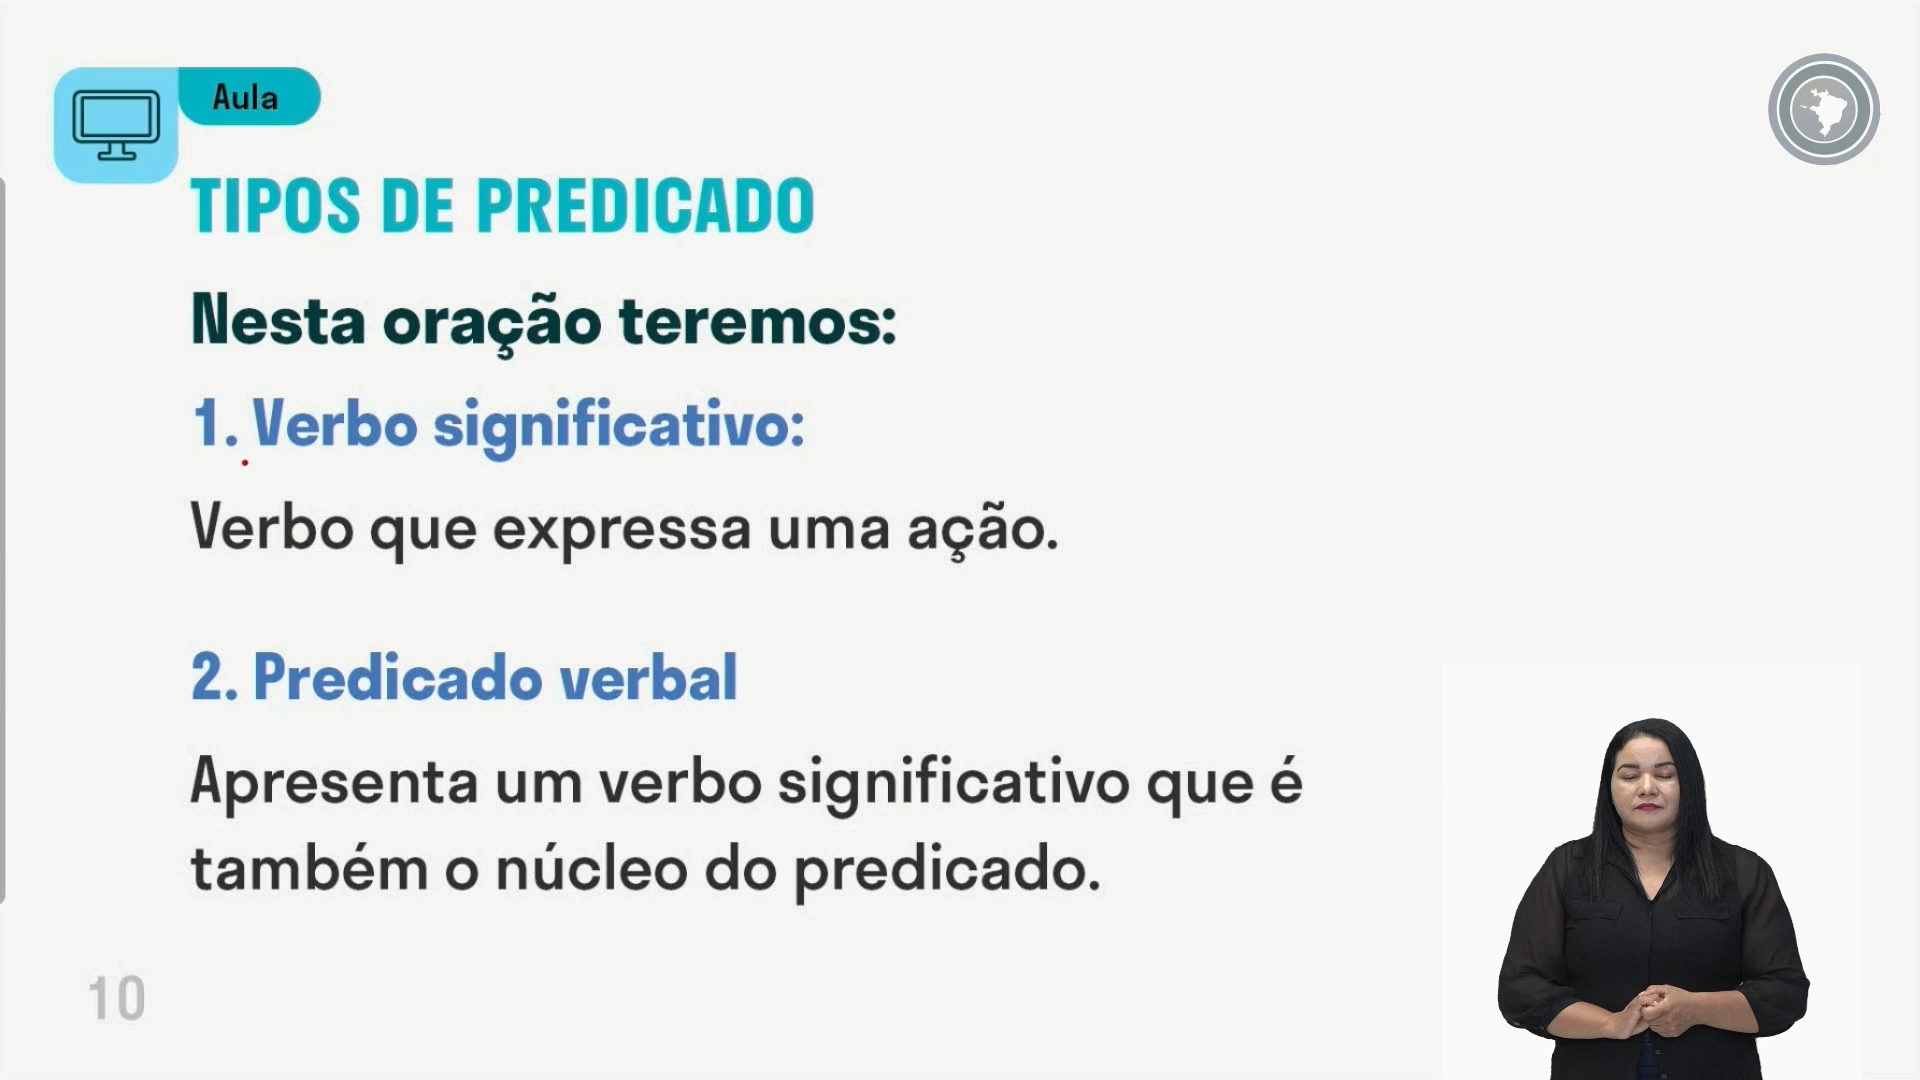 Aula
TIPOS DE PREDICADO
Nesta oração teremos:
1. Verbo significativo:
Verbo que expressa uma ação.
2. Predicado verbal
Apresenta um verbo significativo que é
também o núcleo do predicado.
10